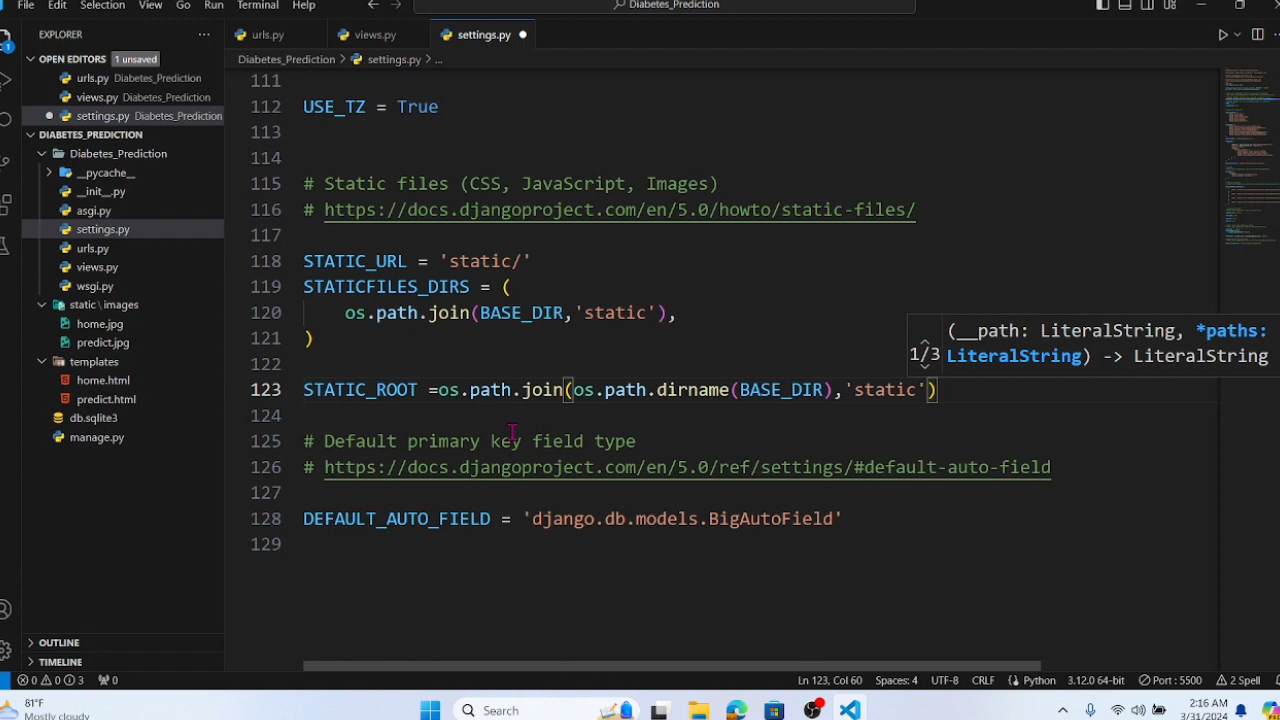 File Edit Selection View Go Run Terminal Help Diabetes_Prediction
EXPLORER
OPEN EDITORS 1 unsaved
urls.py Diabetes_Prediction
views.py Diabetes_Prediction
settings.py Diabetes_Prediction
DIABETES_PREDICTION
Diabetes_Prediction
__pycache__
__init__.py
asgi.py
settings.py
urls.py
views.py
wsgi.py
static\images
home.jpg
predict.jpg
templates
home.html
predict.html
db.sqlite3
manage.py
OUTLINE
TIMELINE
urls.py views.py settings.py
Diabetes_Prediction > settings.py > ...
111
112 USE_TZ = True
113
114
115 # Static files (CSS, JavaScript, Images)
116 # https://docs.djangoproject.com/en/5.0/howto/static-files/
117
118 STATIC_URL = 'static/'
119 STATICFILES_DIRS = (
120 os.path.join(BASE_DIR,'static'),
121 )
122
123 STATIC_ROOT =os.path.join(os.path.dirname(BASE_DIR),'static')
124
125 # Default primary key field type
126 # https://docs.djangoproject.com/en/5.0/ref/settings/#default-auto-field
127
128 DEFAULT_AUTO_FIELD = 'django.db.models.BigAutoField'
129
(__path: LiteralString, *paths:
1/3 LiteralString) -> LiteralString
0 0 3 0 Ln 123, Col 60 Spaces: 4 UTF-8 CRLF Python 3.12.0 64-bit Port : 5500 2 Spell
81°F
Mostly cloudy
Search
2:16 AM
3/31/2024